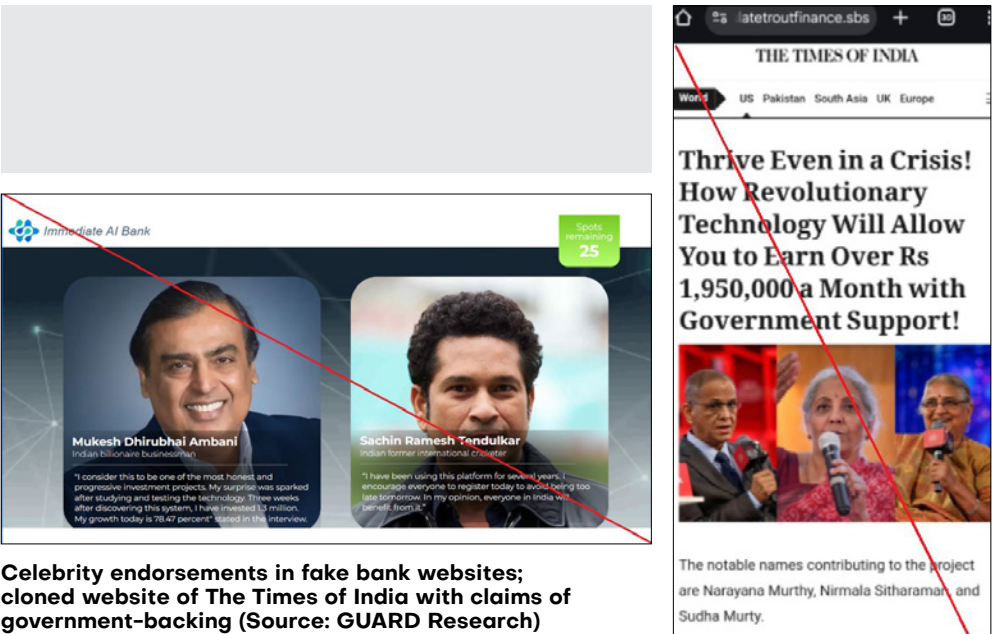 Immediate AI Bank
Spots
remaining
25
Mukesh Dhirubhai Ambani
Indian billionaire businessman
"I consider this to be one of the most honest and
progressive investment projects. My surprise was sparked
after studying and testing the technology. Three weeks
after discovering this system, I have invested 1.3 million.
My growth today is 78.47 percent" stated in the interview.
Sachin Ramesh Tendulkar
Indian former international cricketer
"I have been using this platform for several years. I
encourage everyone to register today to avoid being too
late tomorrow. In my opinion, everyone in India will
benefit from it."
Celebrity endorsements in fake bank websites;
cloned website of The Times of India with claims of
government-backing (Source: GUARD Research)
latetroutfinance.sbs
30
THE TIMES OF INDIA
World US Pakistan South Asia UK Europe
Thrive Even in a Crisis!
How Revolutionary
Technology Will Allow
You to Earn Over Rs
1,950,000 a Month with
Government Support!
The notable names contributing to the project
are Narayana Murthy, Nirmala Sitharaman, and
Sudha Murty.